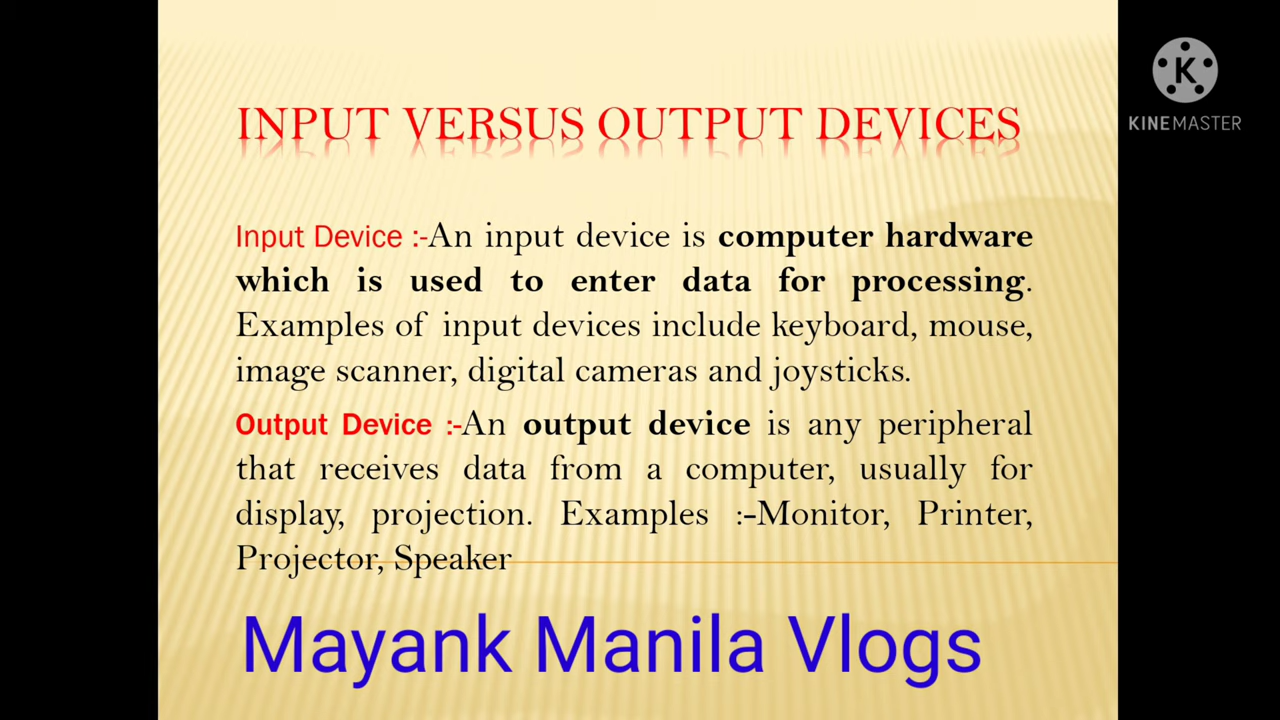 K
KINEMASTER
INPUT VERSUS OUTPUT DEVICES
Input Device :-An input device is computer hardware
which is used to enter data for processing.
Examples of input devices include keyboard, mouse,
image scanner, digital cameras and joysticks.
Output Device :-An output device is any peripheral
that receives data from a computer, usually for
display, projection. Examples :-Monitor, Printer,
Projector, Speaker
Mayank Manila Vlogs